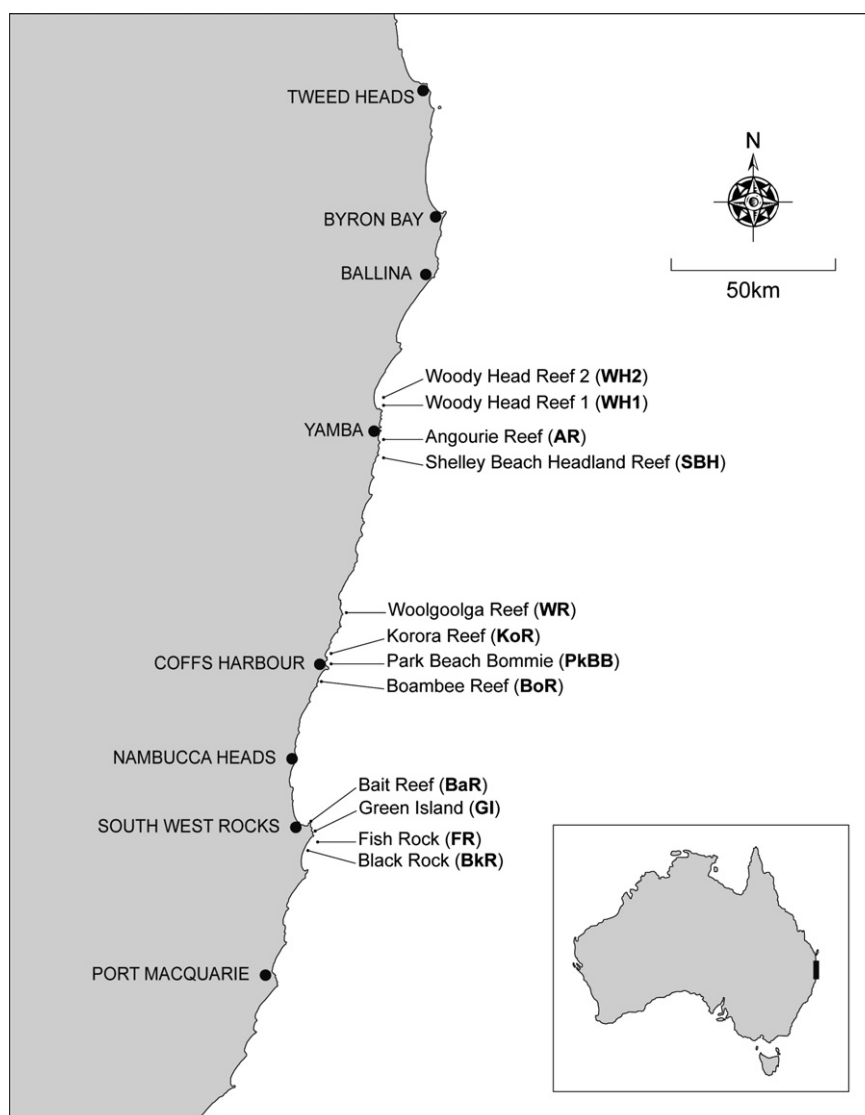 TWEED HEADS
N
BYRON BAY
BALLINA
50km
Woody Head Reef 2 (WH2)
Woody Head Reef 1 (WH1)
YAMBA
Angourie Reef (AR)
Shelley Beach Headland Reef (SBH)
Woolgoolga Reef (WR)
Korora Reef (KoR)
COFFS HARBOUR
Park Beach Bommie (PkBB)
Boambee Reef (BoR)
NAMBUCCA HEADS
Bait Reef (BaR)
Green Island (GI)
SOUTH WEST ROCKS
Fish Rock (FR)
Black Rock (BkR)
PORT MACQUARIE